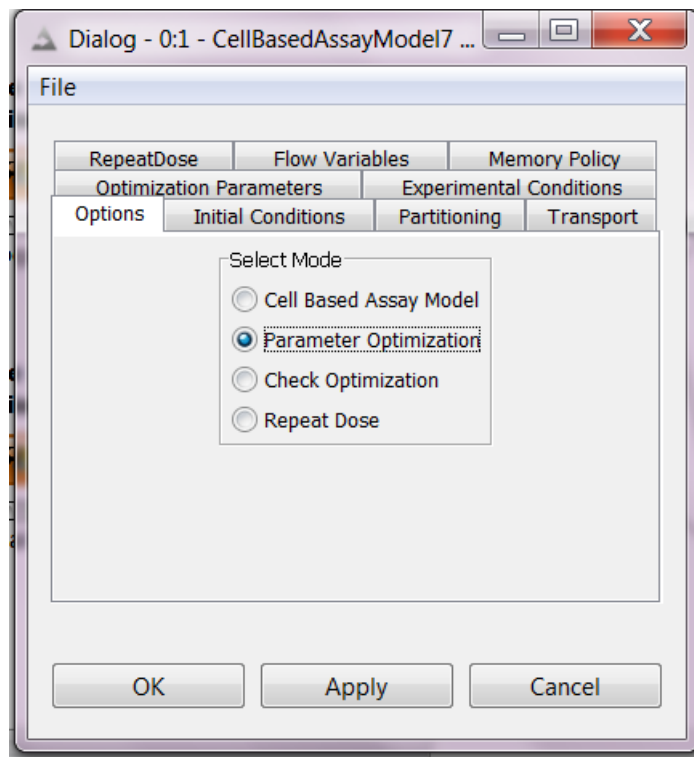 Dialog - 0:1 - CellBasedAssayModel7 ...
File
RepeatDose Flow Variables Memory Policy
Optimization Parameters Experimental Conditions
Options Initial Conditions Partitioning Transport
Select Mode
Cell Based Assay Model
Parameter Optimization
Check Optimization
Repeat Dose
OK Apply Cancel